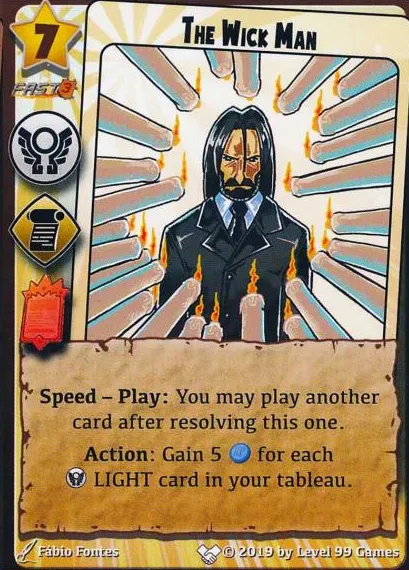 7
THE WICK MAN
FAST
Speed – Play: You may play another
card after resolving this one.
Action: Gain 5 for each
LIGHT card in your tableau.
Fábio Fontes
© 2019 by Level 99 Games